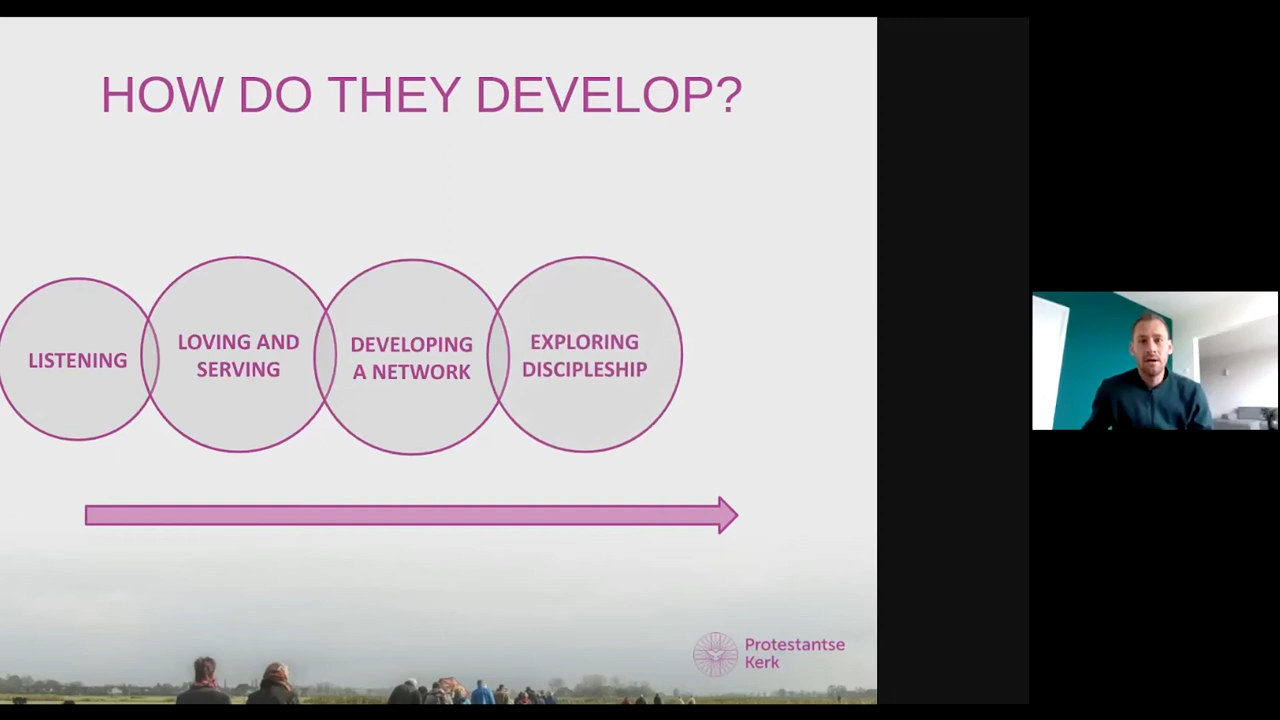 HOW DO THEY DEVELOP?
LISTENING
LOVING AND
SERVING
DEVELOPING
A NETWORK
EXPLORING
DISCIPLESHIP
Protestantse
Kerk